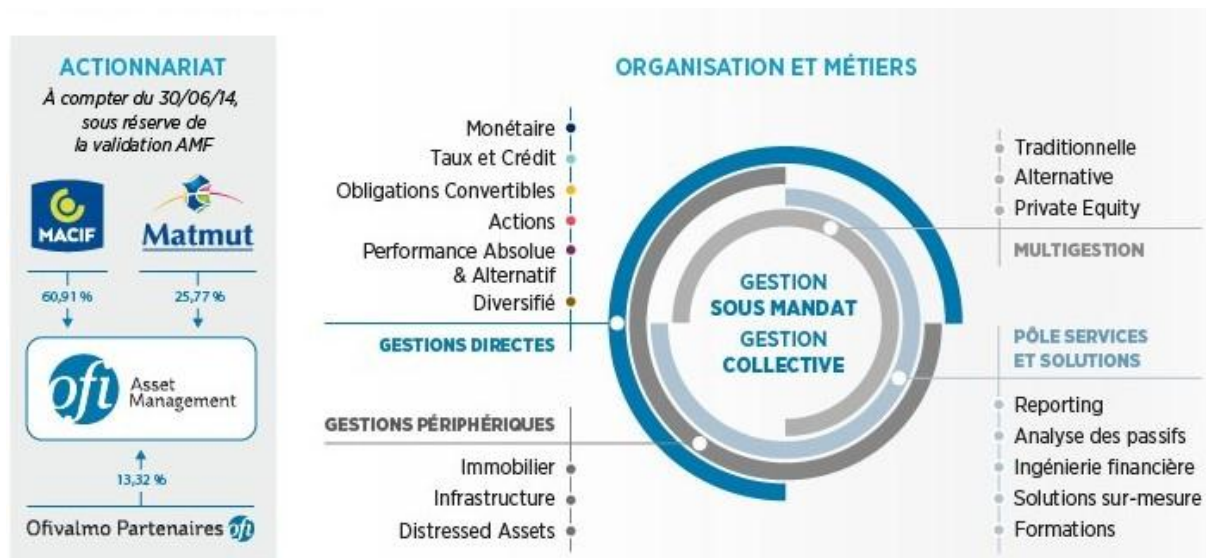 ACTIONNARIAT
À compter du 30/06/14,
sous réserve de
la validation AMF
MACIF
Matmut
60,91 %
25,77 %
ofi Asset
Management
13,32 %
Ofivalmo Partenaires ofi
ORGANISATION ET MÉTIERS
Monétaire
Taux et Crédit
Obligations Convertibles
Actions
Performance Absolue
& Alternatif
Diversifié
GESTIONS DIRECTES
GESTIONS PÉRIPHÉRIQUES
Immobilier
Infrastructure
Distressed Assets
GESTION
SOUS MANDAT
GESTION
COLLECTIVE
Traditionnelle
Alternative
Private Equity
MULTIGESTION
PÔLE SERVICES
ET SOLUTIONS
Reporting
Analyse des passifs
Ingénierie financière
Solutions sur-mesure
Formations